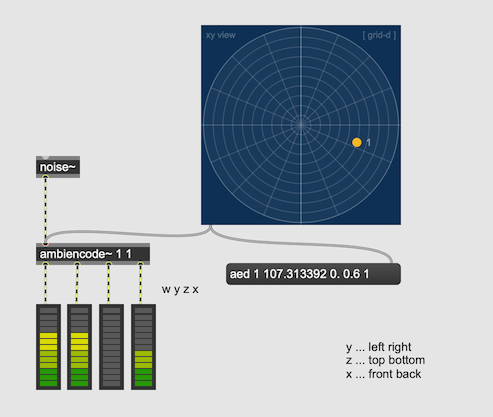 xy view [ grid-d ]
1
noise~
ambiencode~ 1 1
aed 1 107.313392 0. 0.6 1
w y z x
y ... left right
z ... top bottom
x ... front back